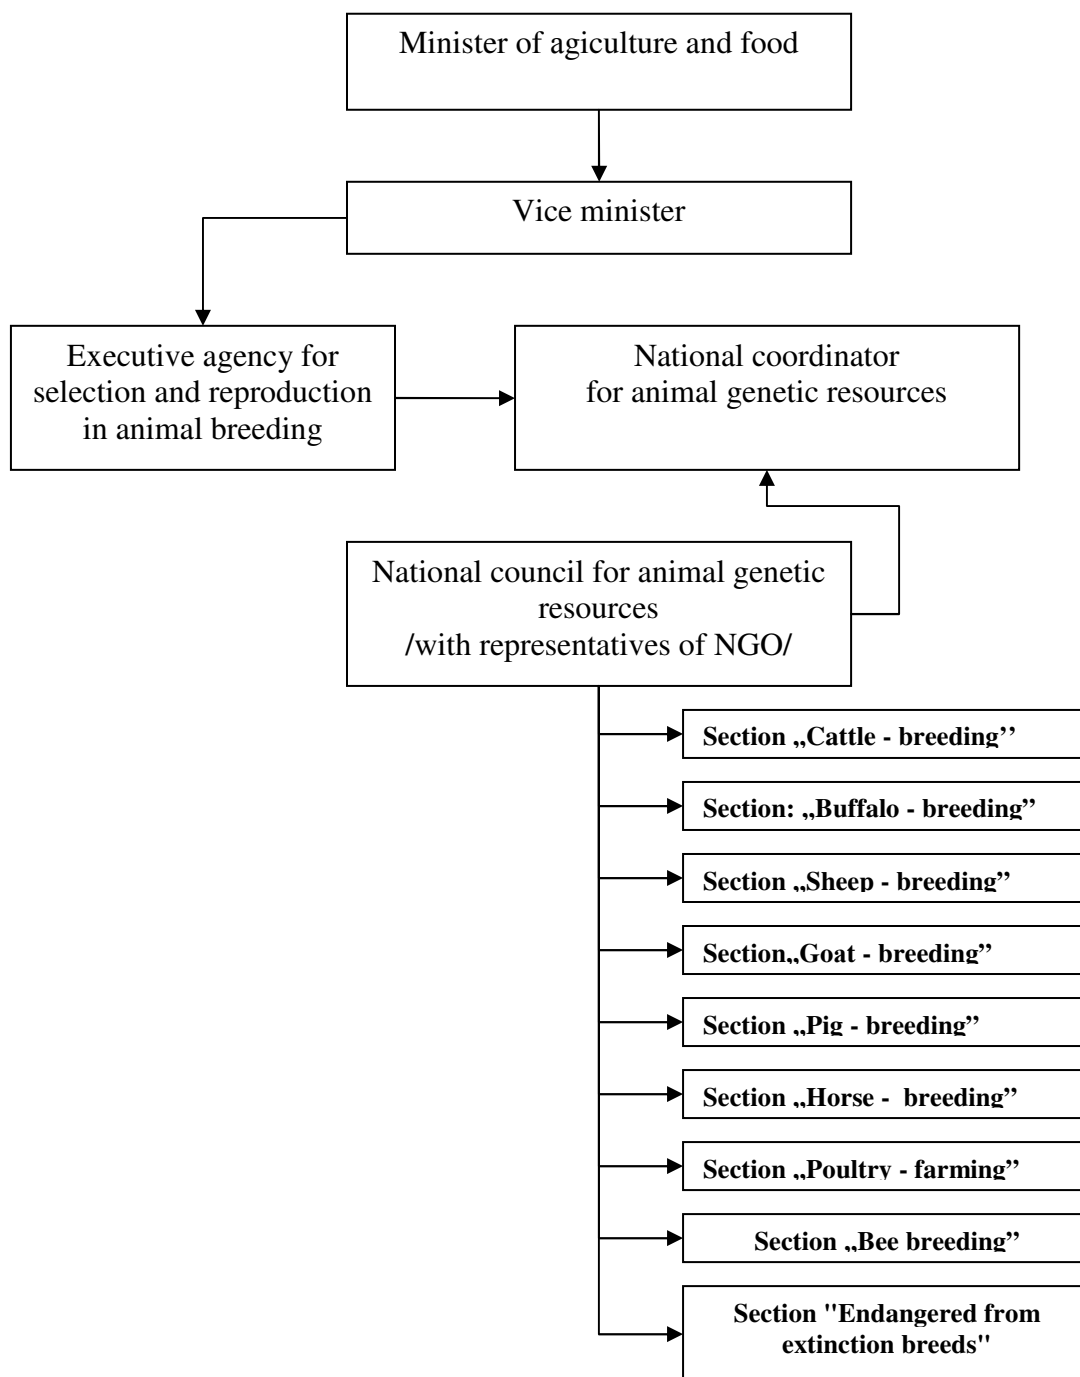 Minister of agiculture and food
Vice minister
Executive agency for
selection and reproduction
in animal breeding
National coordinator
for animal genetic resources
National council for animal genetic
resources
/with representatives of NGO/
Section „Cattle - breeding’’
Section: „Buffalo - breeding”
Section „Sheep - breeding”
Section„Goat - breeding”
Section „Pig - breeding”
Section „Horse -  breeding”
Section „Poultry - farming”
Section „Bee breeding”
Section "Endangered from
extinction breeds"